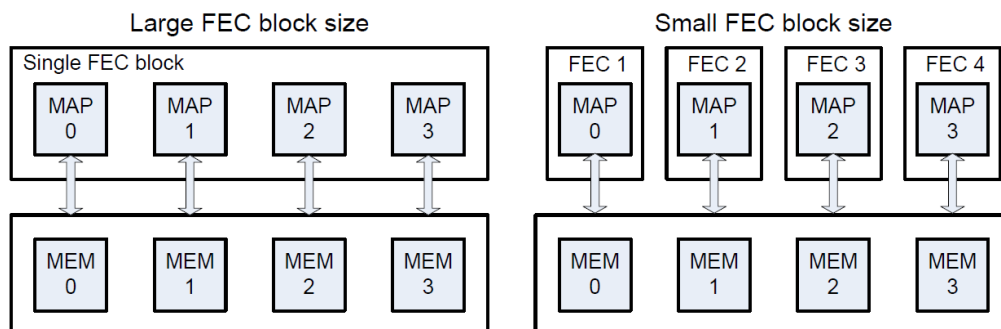 Large FEC block size
Single FEC block
MAP 0
MAP 1
MAP 2
MAP 3
MEM 0
MEM 1
MEM 2
MEM 3
Small FEC block size
FEC 1
FEC 2
FEC 3
FEC 4
MAP 0
MAP 1
MAP 2
MAP 3
MEM 0
MEM 1
MEM 2
MEM 3